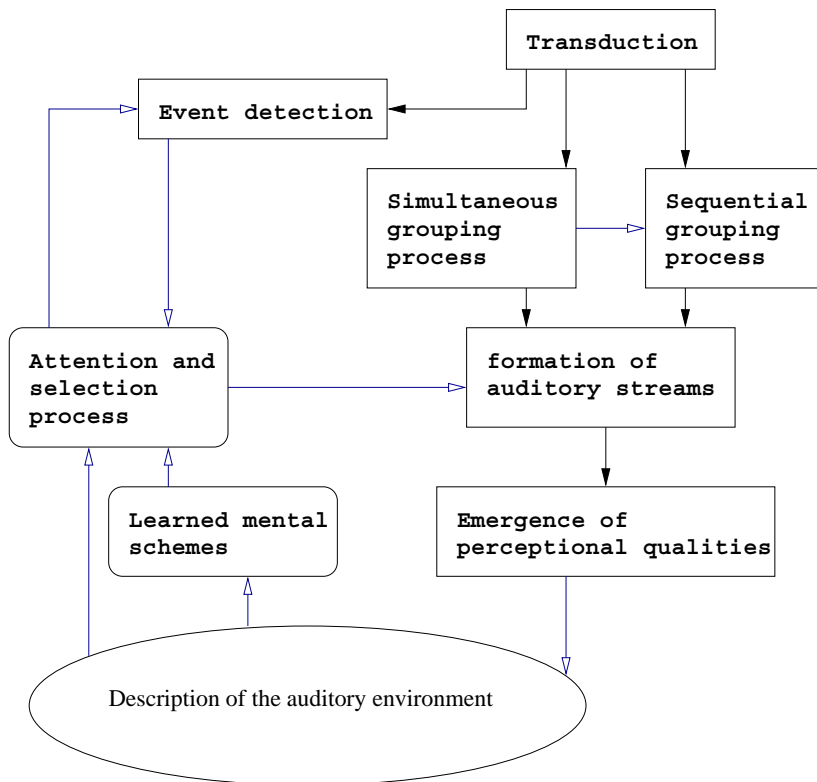 Transduction
Event detection
Simultaneous
grouping
process
Sequential
grouping
process
Attention and
selection
process
formation of
auditory streams
Learned mental
schemes
Emergence of
perceptional qualities
Description of the auditory environment